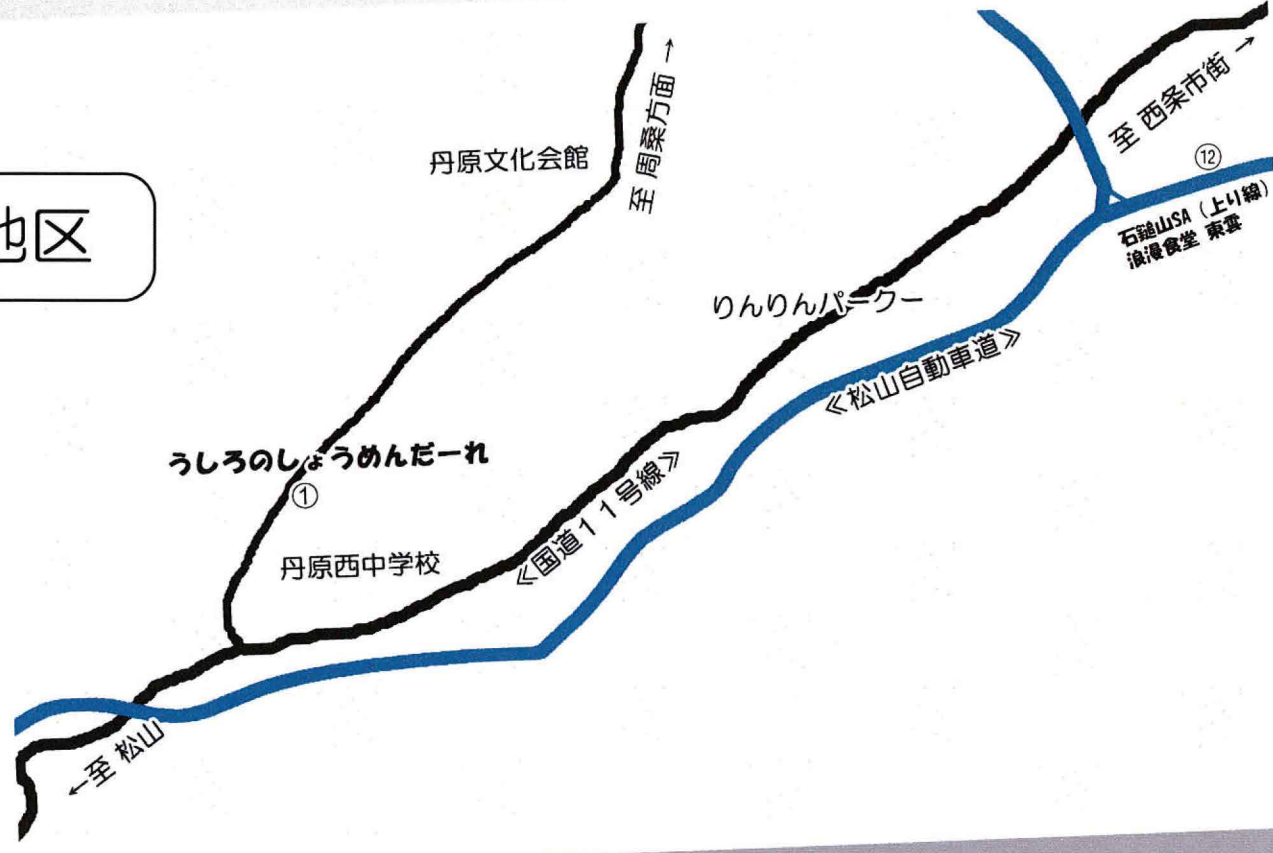 地区
丹原文化会館
至 周桑方面 →
至 西条市街 →
⑫
石鎚山SA（上り線）
浪漫食堂 東雲
りんりんパークー
≪松山自動車道≫
うしろのしょうめんだーれ
①
≪国道11号線≫
丹原西中学校
←至 松山